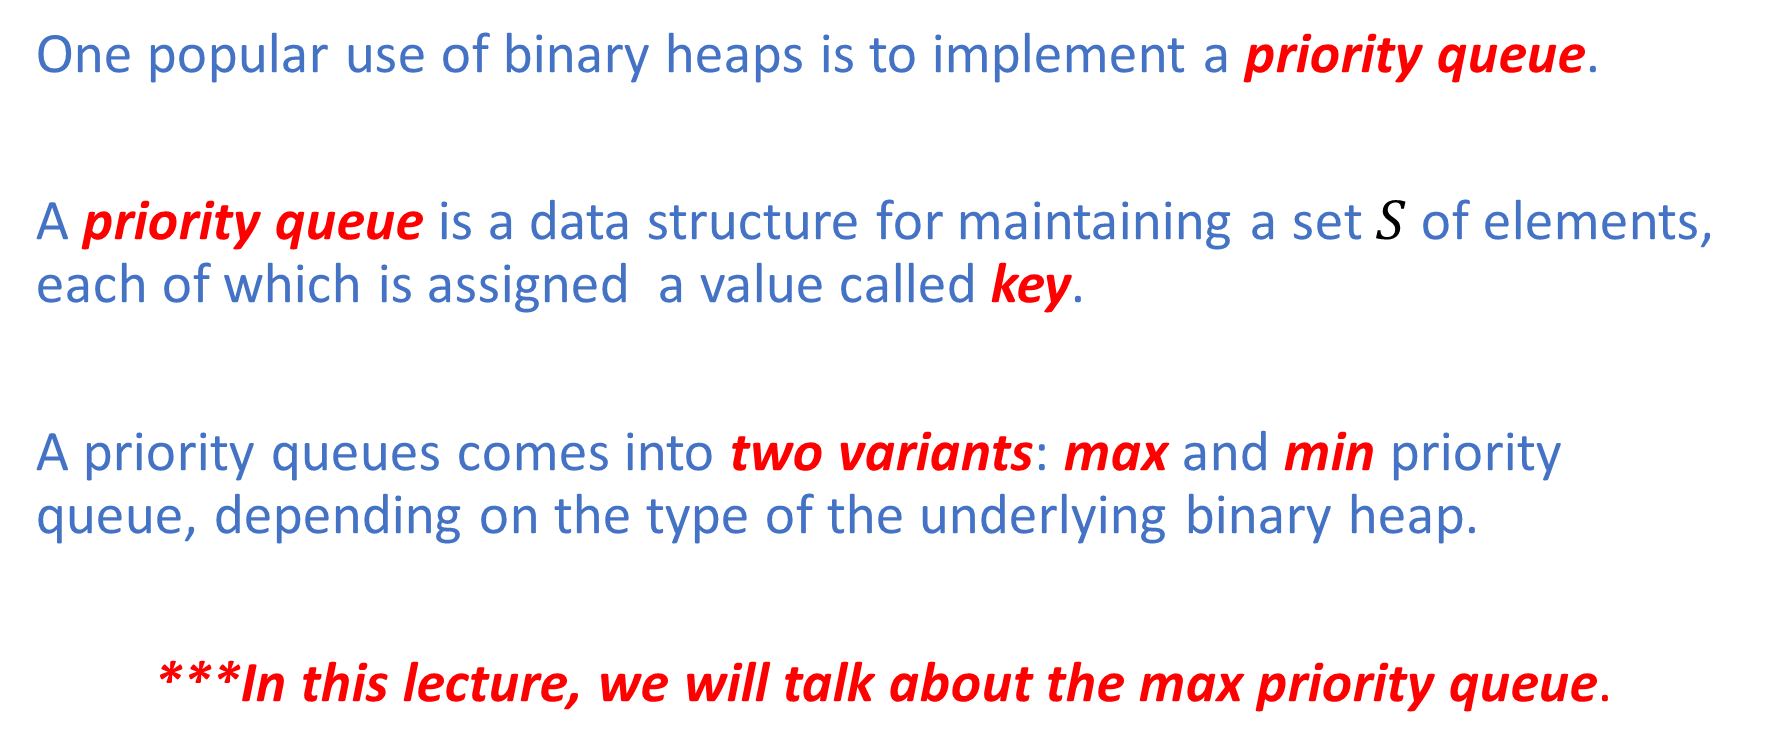 One popular use of binary heaps is to implement a priority queue.
A priority queue is a data structure for maintaining a set S of elements,
each of which is assigned  a value called key.
A priority queues comes into two variants: max and min priority
queue, depending on the type of the underlying binary heap.
***In this lecture, we will talk about the max priority queue.